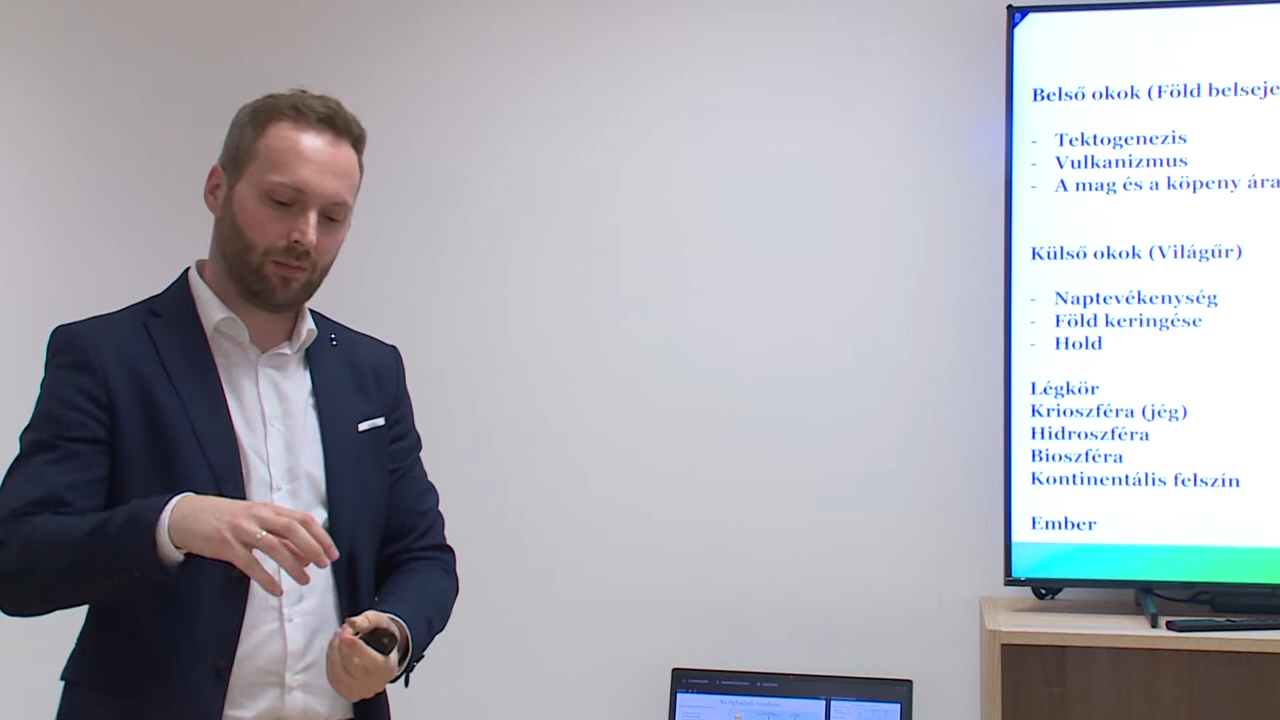 Belső okok (Föld belseje
- Tektogenezis
- Vulkanizmus
- A mag és a köpeny ára
Külső okok (Világűr)
- Naptevékenység
- Föld keringése
- Hold
Légkör
Krioszféra (jég)
Hidroszféra
Bioszféra
Kontinentális felszín
Ember